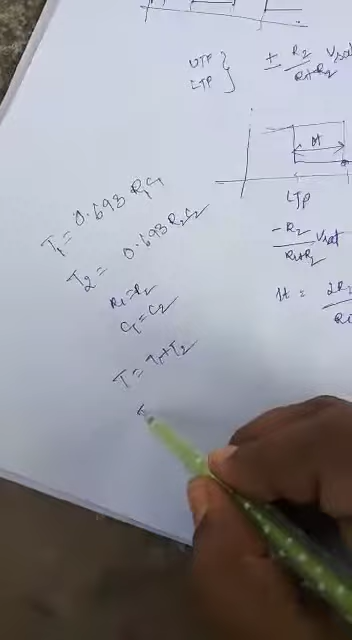 UTP
LTP
± R2/R1+R2 Vsat
H
LTP
-R2/R1+R2 Vsat
H = 2R2
T1 = 0.693 R1C1
T2 = 0.693 R2C2
R1 = R2
C1 = C2
T = T1+T2
T